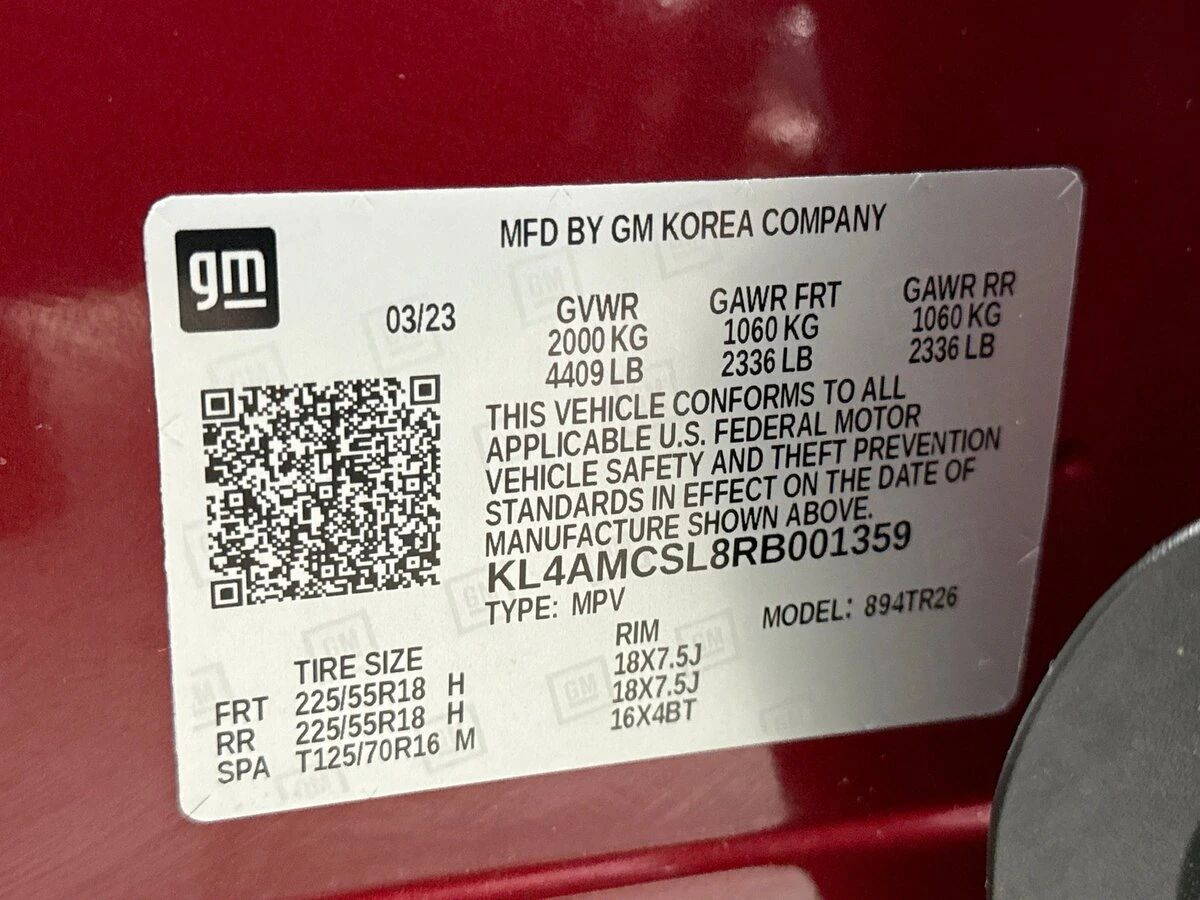 gm
MFD BY GM KOREA COMPANY
03/23
GVWR GAWR FRT GAWR RR
2000 KG 1060 KG 1060 KG
4409 LB 2336 LB 2336 LB
THIS VEHICLE CONFORMS TO ALL
APPLICABLE U.S. FEDERAL MOTOR
VEHICLE SAFETY AND THEFT PREVENTION
STANDARDS IN EFFECT ON THE DATE OF
MANUFACTURE SHOWN ABOVE.
KL4AMCSL8RB001359
TYPE: MPV MODEL: 894TR26
TIRE SIZE RIM
FRT 225/55R18 H 18X7.5J
RR 225/55R18 H 18X7.5J
SPA T125/70R16 M 16X4BT